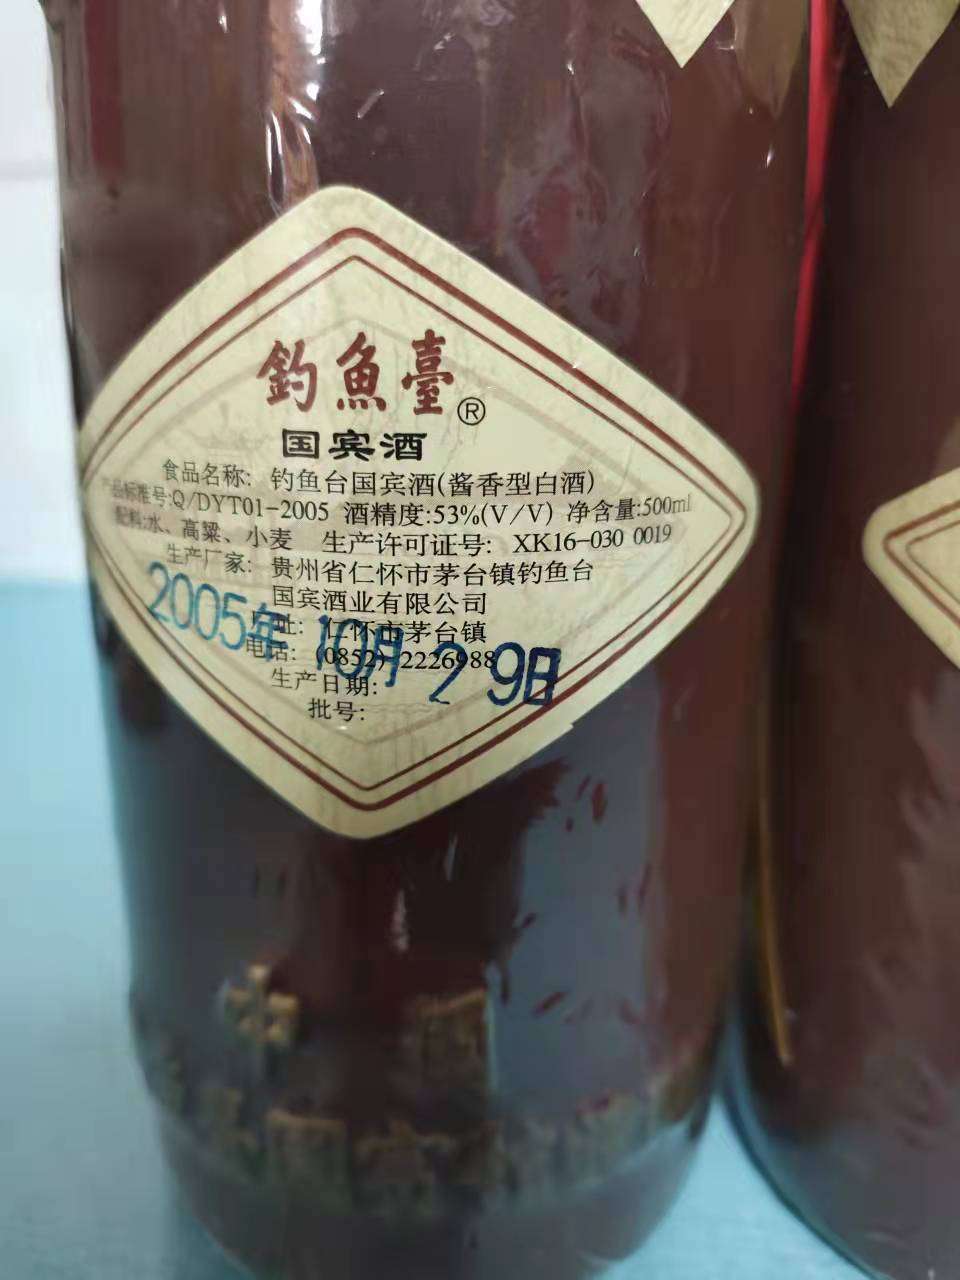 釣魚臺®
国宾酒
食品名称: 钓鱼台国宾酒(酱香型白酒)
产品标准号:Q/DYT01-2005 酒精度:53%(V/V) 净含量:500ml
配料:水、高粱、小麦 生产许可证号: XK16-030 0019
生产厂家: 贵州省仁怀市茅台镇钓鱼台
国宾酒业有限公司
厂址: 仁怀市茅台镇
电话: (0852) 2226988
2005年 10月 29日
生产日期:
批号:
中国